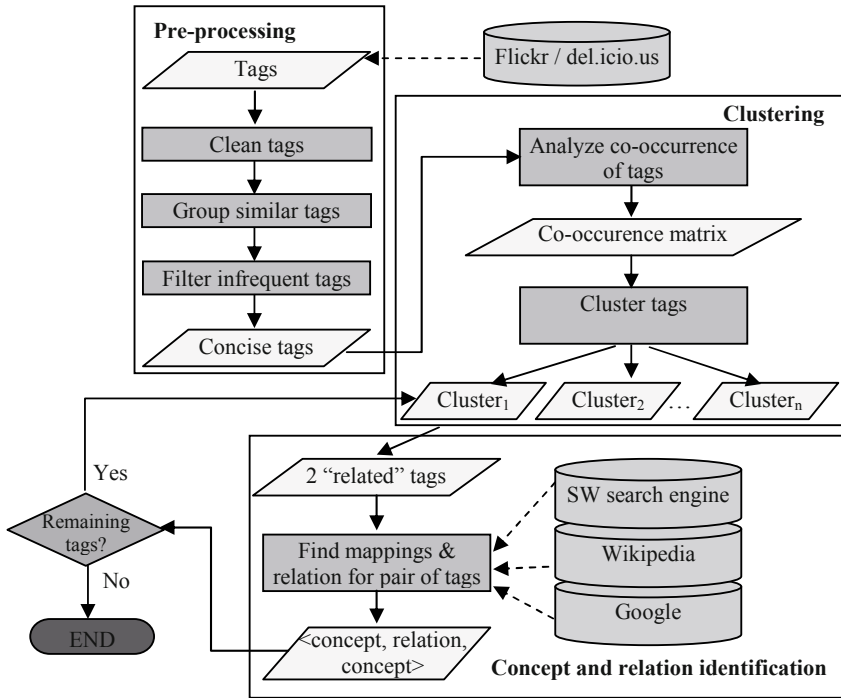 Pre-processing
Flickr / del.icio.us
Tags
Clean tags
Group similar tags
Filter infrequent tags
Concise tags
Clustering
Analyze co-occurrence
of tags
Co-occurence matrix
Cluster tags
Cluster₁
Cluster₂
...
Clusterₙ
2 “related” tags
SW search engine
Wikipedia
Google
Find mappings &
relation for pair of tags
<concept, relation,
concept>
Concept and relation identification
Yes
Remaining
tags?
No
END